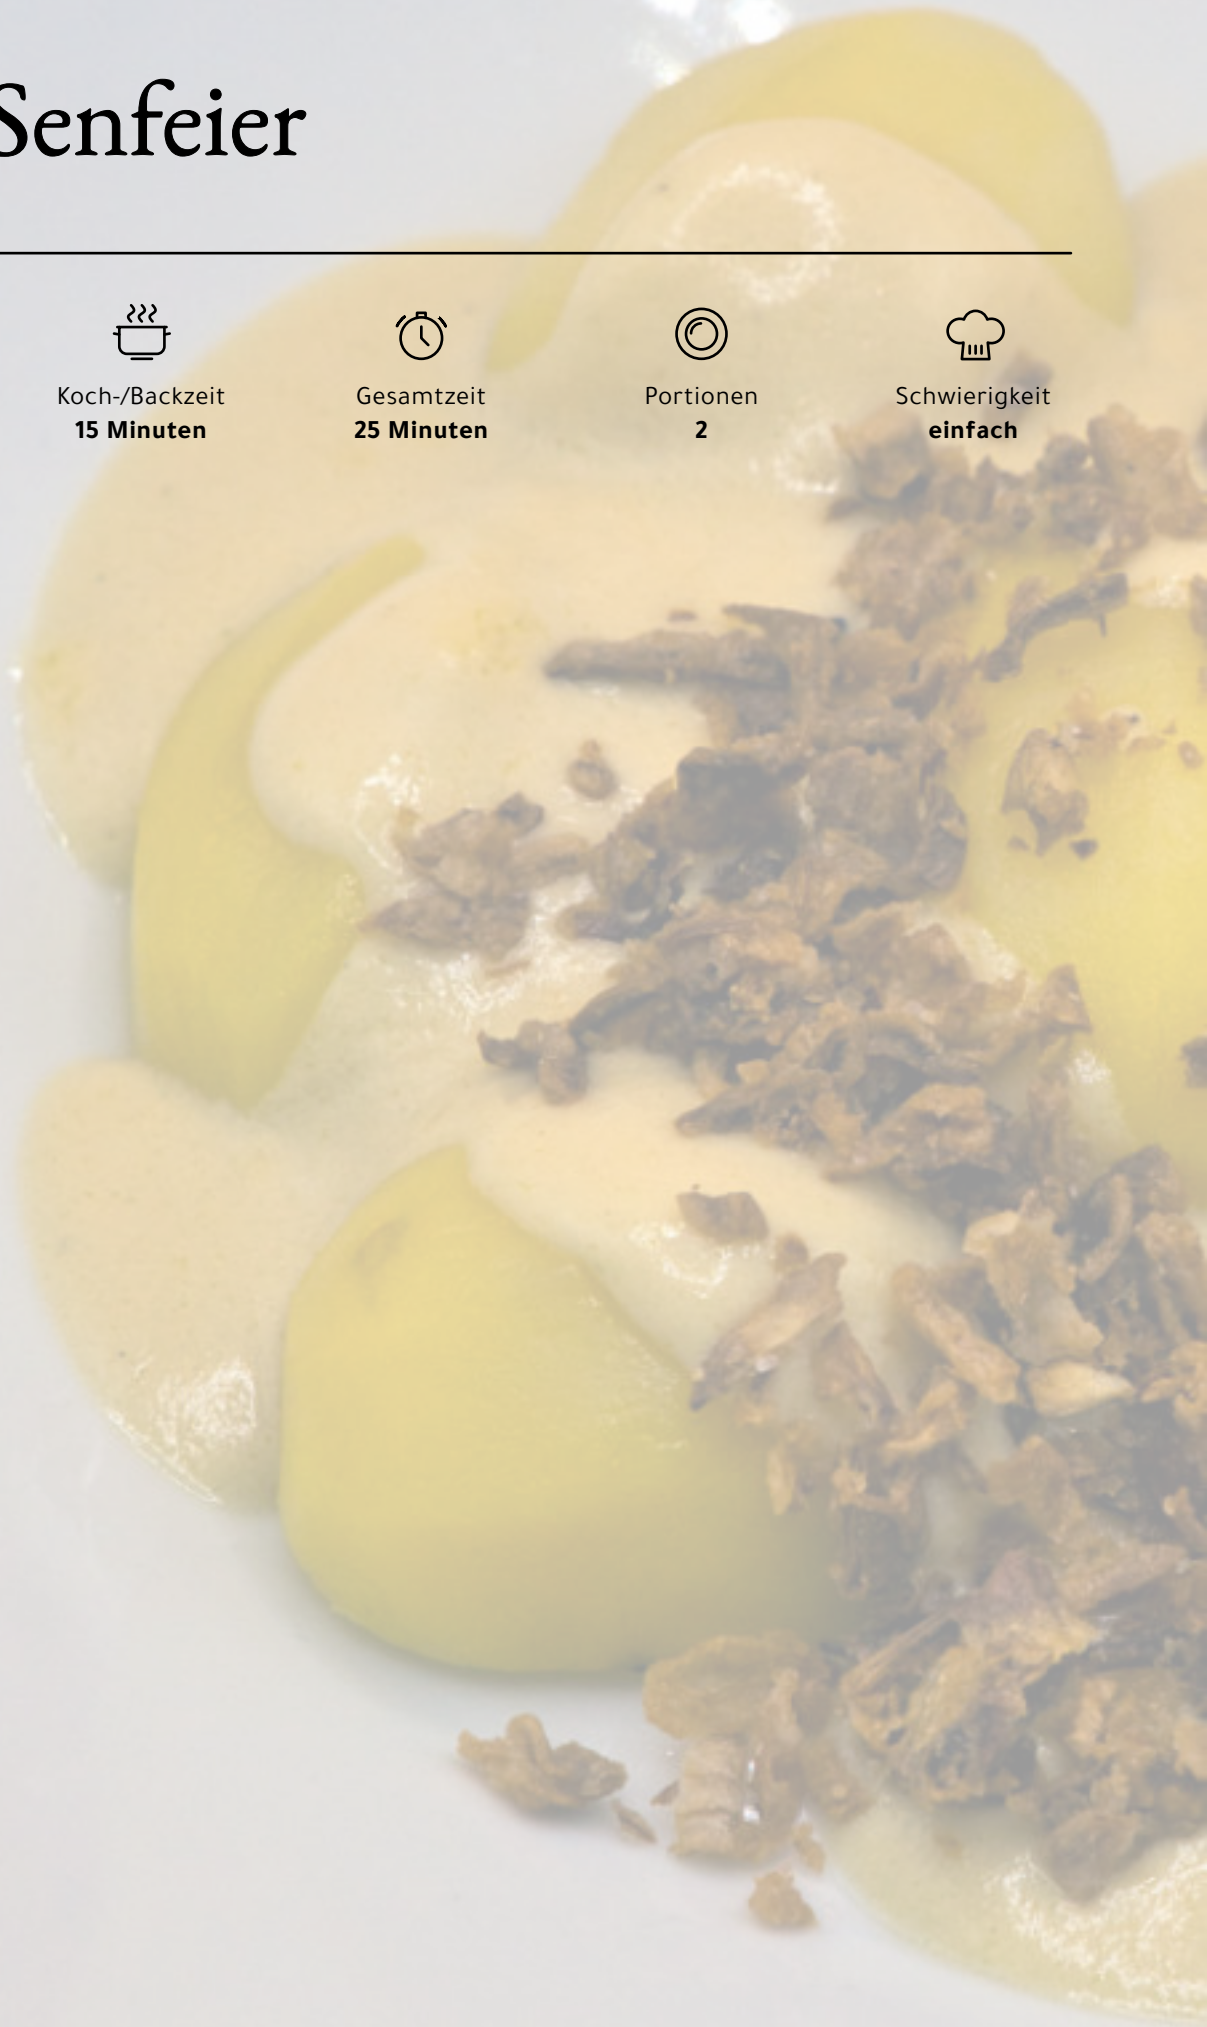 Senfeier
Koch-/Backzeit
15 Minuten
Gesamtzeit
25 Minuten
Portionen
2
Schwierigkeit
einfach